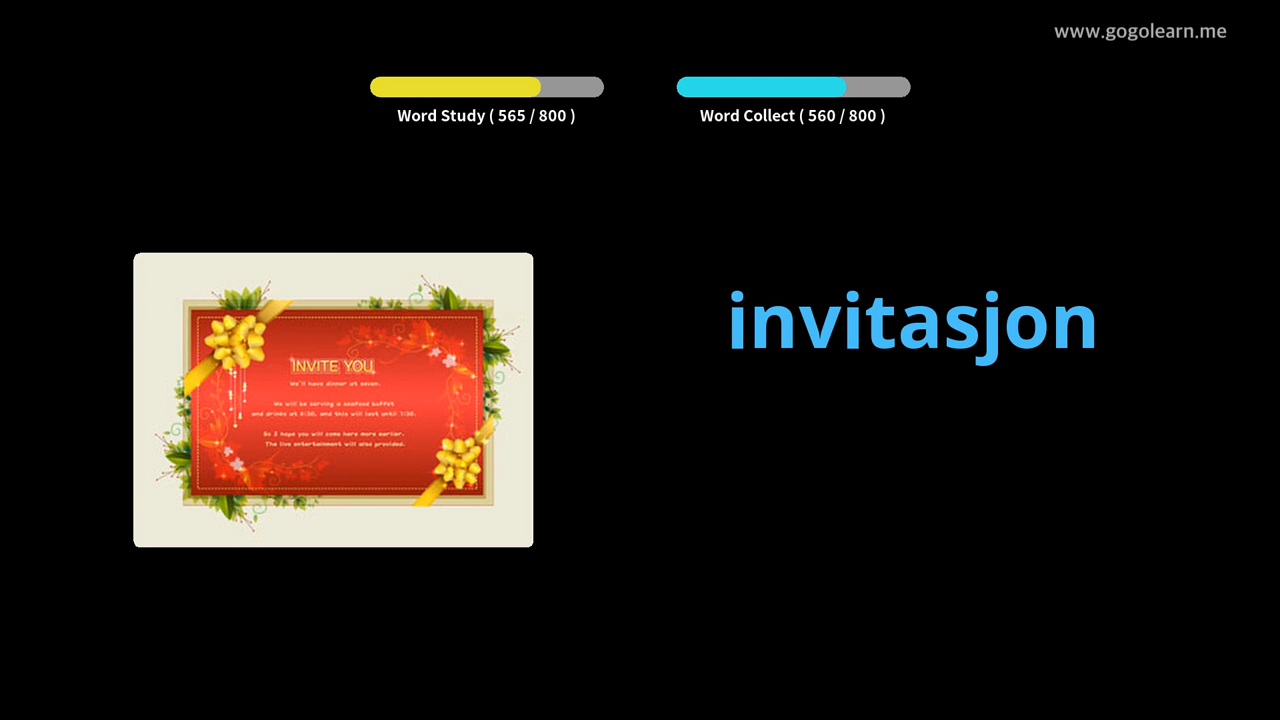 www.gogolearn.me
Word Study ( 565 / 800 )
Word Collect ( 560 / 800 )
invitasjon
INVITE YOU
We'll have dinner at seven.
We will be serving a seafood buffet
and drinks at 6:30, and this will last until 7:30.
So I hope you will come here more earlier.
The live entertainment will also provided.